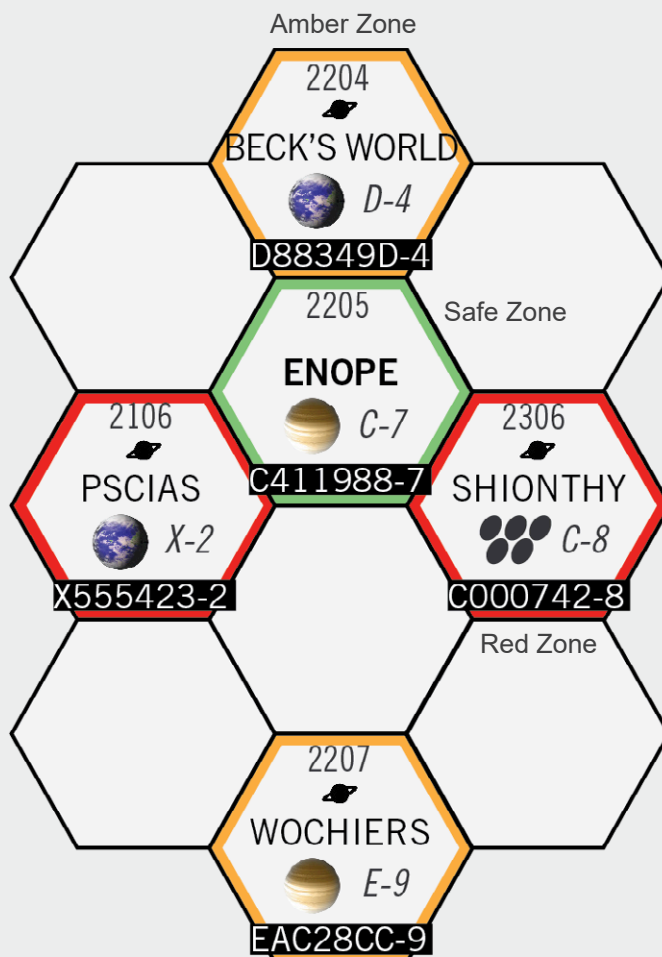 Amber Zone
2204
BECK'S WORLD
D-4
D88349D-4
2205
Safe Zone
ENOPE
C-7
C411988-7
2106
PSCIAS
X-2
X555423-2
2306
SHIONTHY
C-8
C000742-8
Red Zone
2207
WOCHIERS
E-9
EAC28CC-9